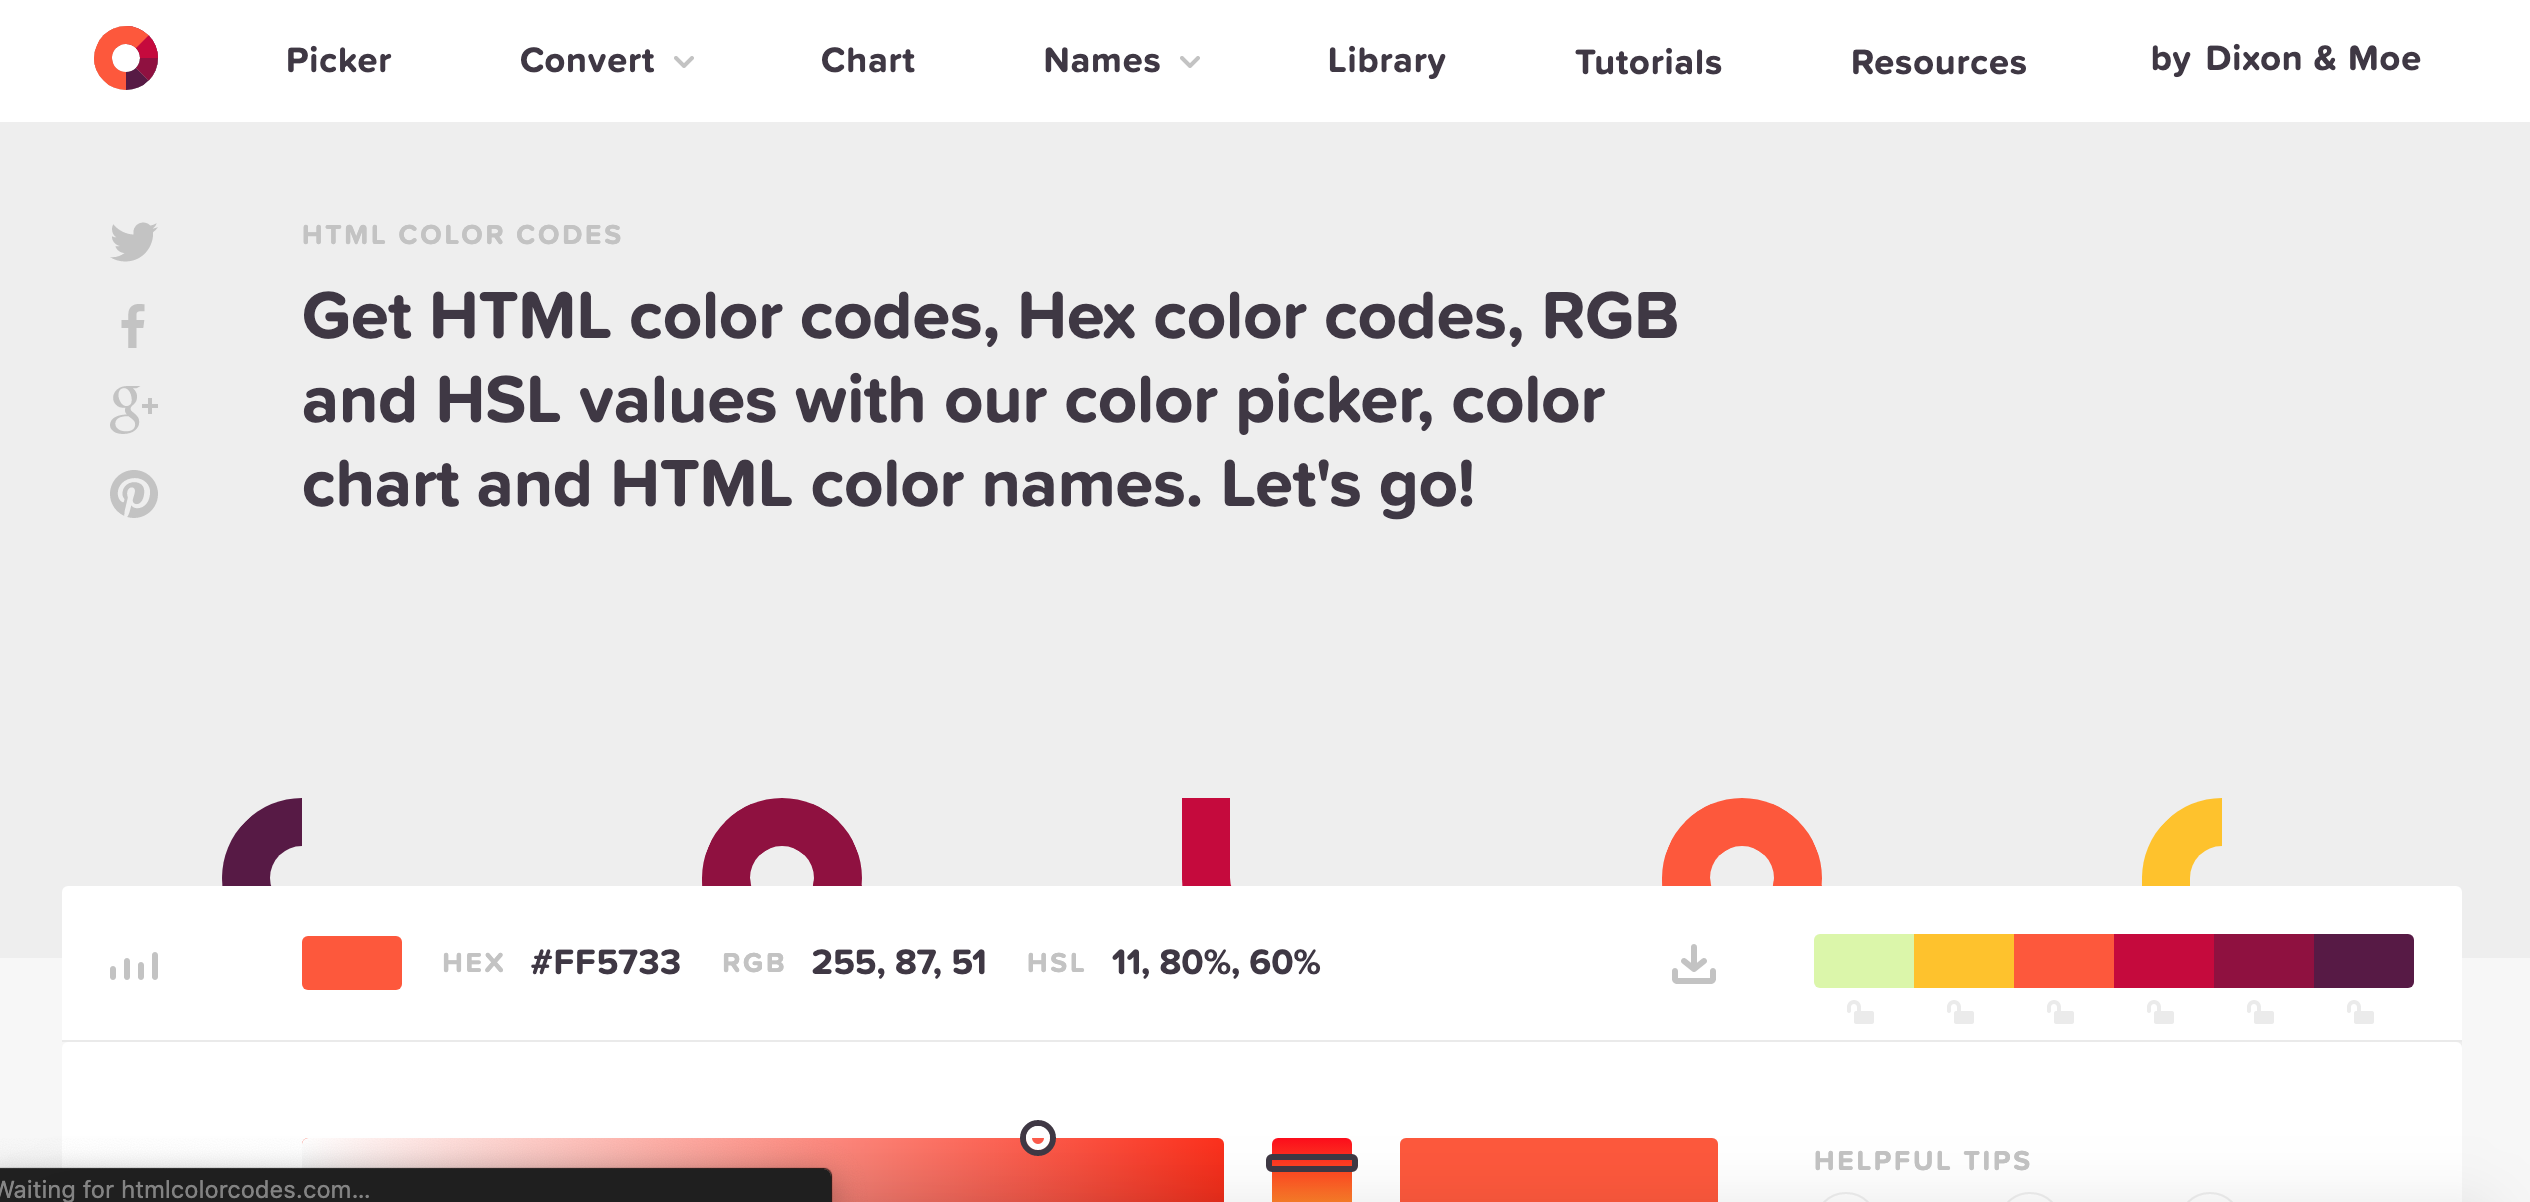 Picker
Convert
Chart
Names
Library
Tutorials
Resources
by Dixon & Moe
HTML COLOR CODES
Get HTML color codes, Hex color codes, RGB
and HSL values with our color picker, color
chart and HTML color names. Let's go!
HEX #FF5733 RGB 255, 87, 51 HSL 11, 80%, 60%
HELPFUL TIPS
Waiting for htmlcolorcodes.com...